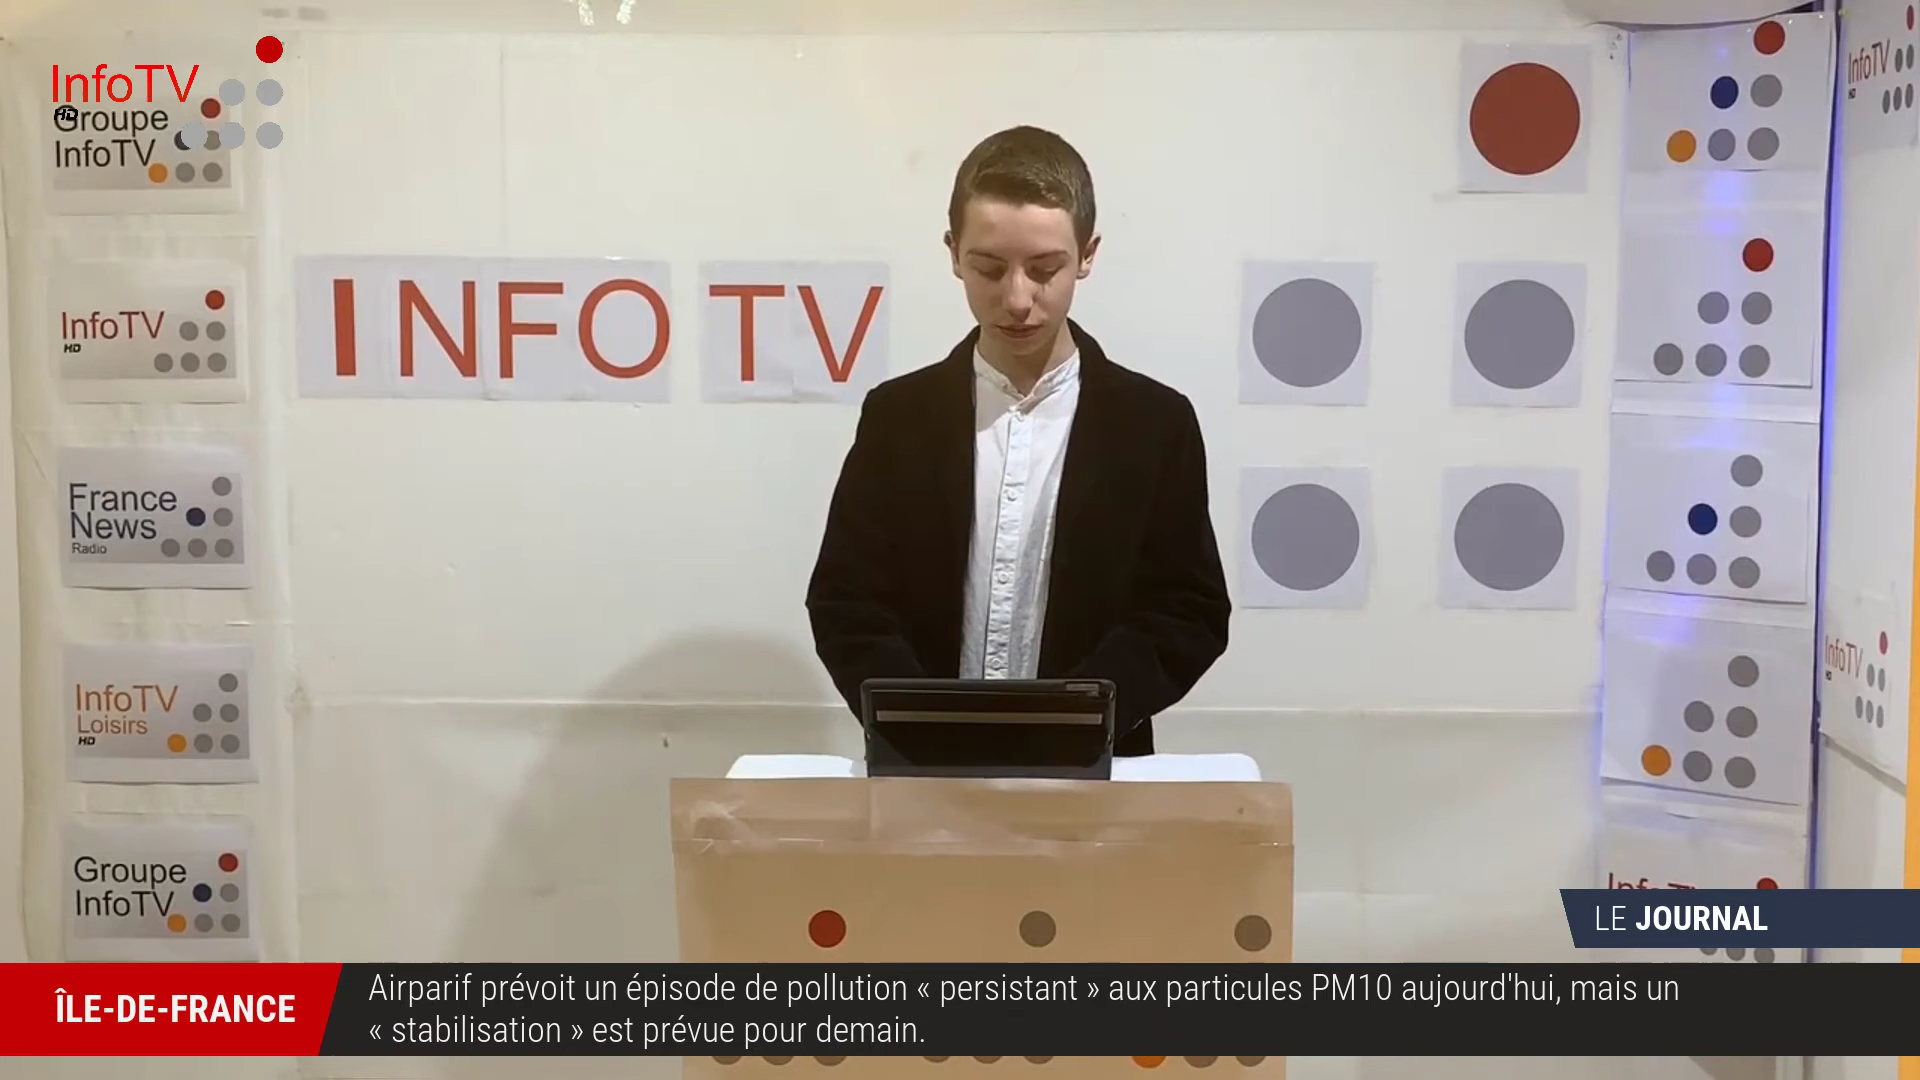 InfoTV
HD
Groupe
InfoTV
INFO TV
InfoTV
HD
France
News
Radio
InfoTV
Loisirs
HD
Groupe
InfoTV
InfoTV
HD
InfoTV
HD
InfoTV
LE JOURNAL
ÎLE-DE-FRANCE
Airparif prévoit un épisode de pollution « persistant » aux particules PM10 aujourd'hui, mais un
« stabilisation » est prévue pour demain.